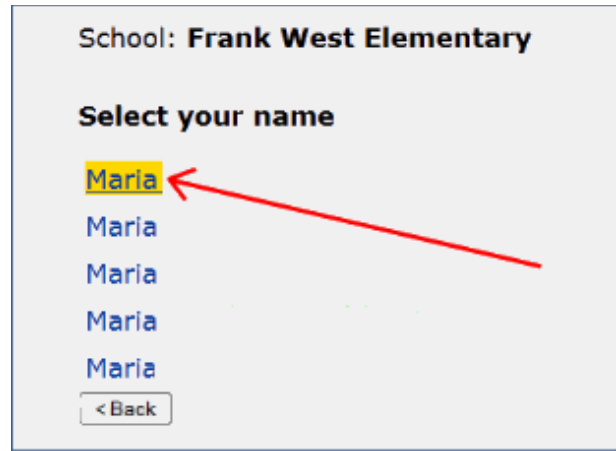 School: Frank West Elementary
Select your name
Maria
Maria
Maria
Maria
Maria
<Back